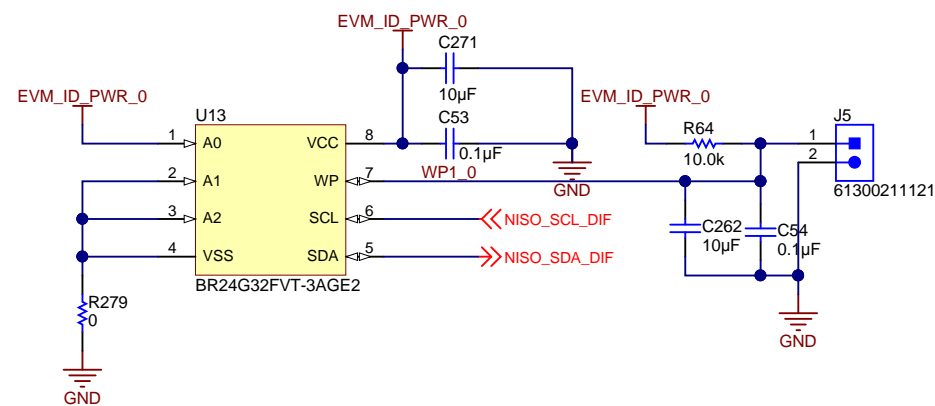 EVM_ID_PWR_0
C271
10µF
EVM_ID_PWR_0
EVM_ID_PWR_0
U13
C53
0.1µF
R64
10.0k
J5
1
2
61300211121
1 A0
VCC 8
2 A1
WP 7
WP1_0
GND
3 A2
SCL 6
NISO_SCL_DIF
4 VSS
SDA 5
NISO_SDA_DIF
BR24G32FVT-3AGE2
C262
10µF
C54
0.1µF
R279
0
GND
GND